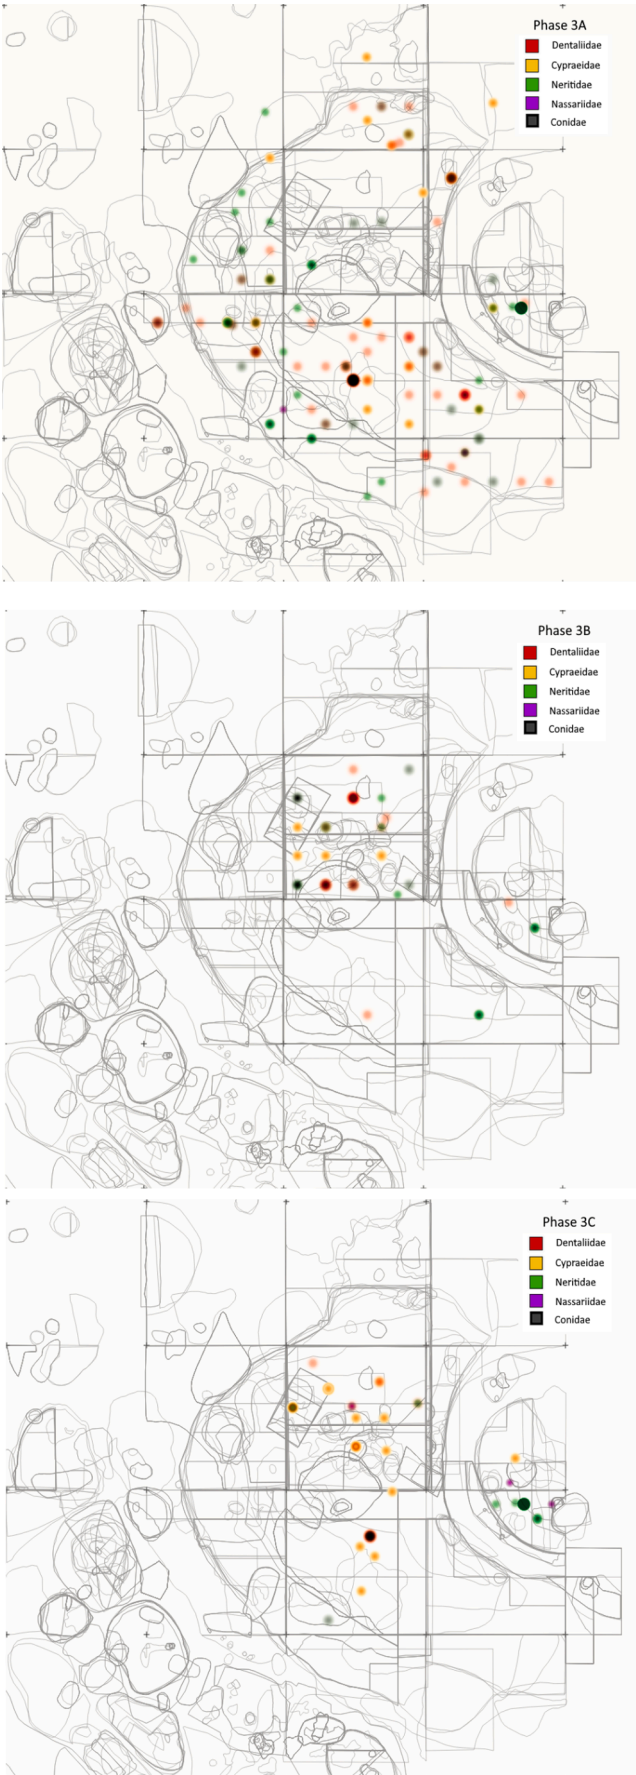 Phase 3A
Dentaliidae
Cypraeidae
Neritidae
Nassariidae
Conidae
Phase 3B
Dentaliidae
Cypraeidae
Neritidae
Nassariidae
Conidae
Phase 3C
Dentaliidae
Cypraeidae
Neritidae
Nassariidae
Conidae